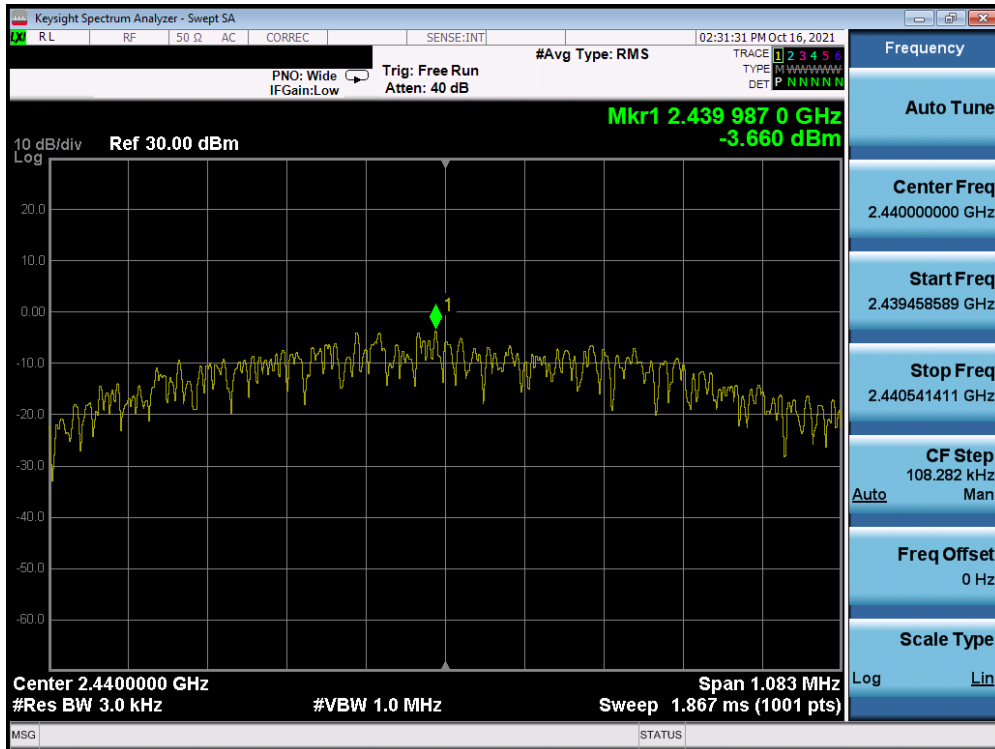 Keysight Spectrum Analyzer - Swept SA
LXI RL RF 50 Ω AC CORREC SENSE:INT 02:31:31 PM Oct 16, 2021
#Avg Type: RMS TRACE 1 2 3 4 5 6
PNO: Wide Trig: Free Run TYPE M WWWWW
IFGain:Low Atten: 40 dB DET P N N N N N
Mkr1 2.439 987 0 GHz
-3.660 dBm
10 dB/div Ref 30.00 dBm
Log
20.0
10.0
0.00
1
-10.0
-20.0
-30.0
-40.0
-50.0
-60.0
Center 2.4400000 GHz Span 1.083 MHz
#Res BW 3.0 kHz #VBW 1.0 MHz Sweep 1.867 ms (1001 pts)
MSG STATUS
Frequency
Auto Tune
Center Freq
2.440000000 GHz
Start Freq
2.439458589 GHz
Stop Freq
2.440541411 GHz
CF Step
108.282 kHz
Auto Man
Freq Offset
0 Hz
Scale Type
Log Lin